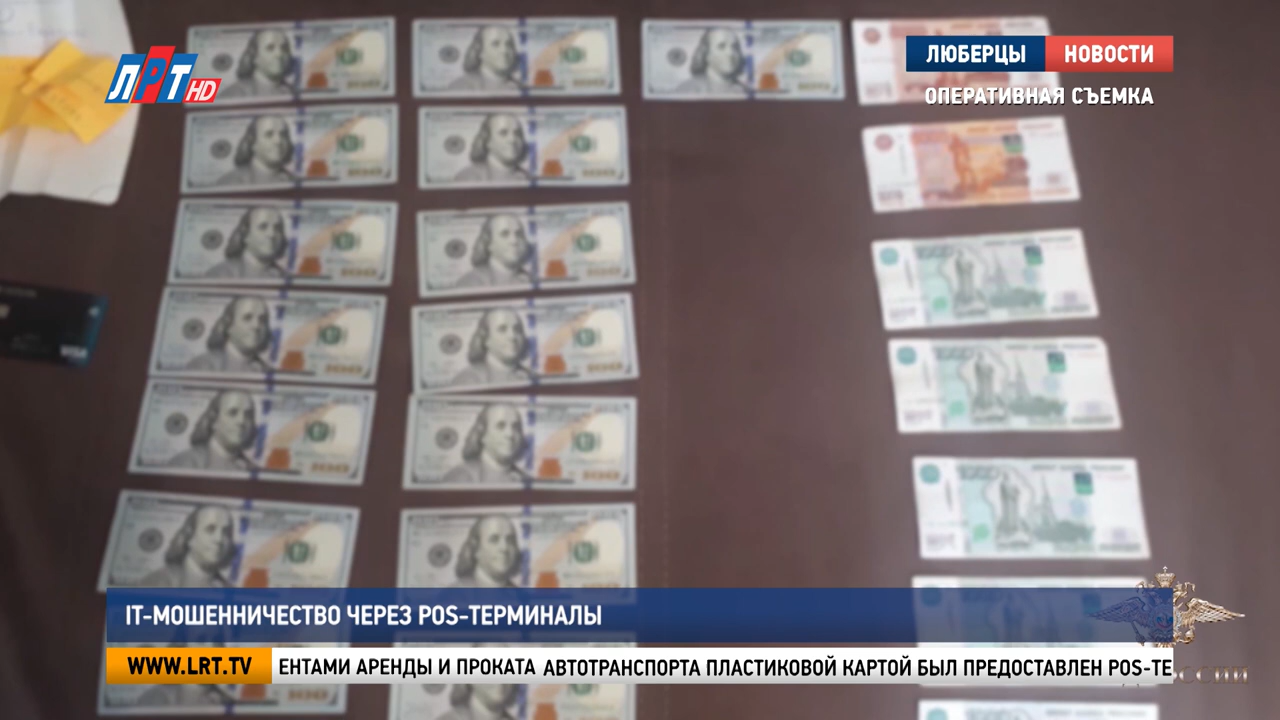 ЛРТ HD
ЛЮБЕРЦЫ НОВОСТИ
ОПЕРАТИВНАЯ СЪЕМКА
VISA
IT-МОШЕННИЧЕСТВО ЧЕРЕЗ POS-ТЕРМИНАЛЫ
WWW.LRT.TV ЕНТАМИ АРЕНДЫ И ПРОКАТА АВТОТРАНСПОРТА ПЛАСТИКОВОЙ КАРТОЙ БЫЛ ПРЕДОСТАВЛЕН POS-ТЕ